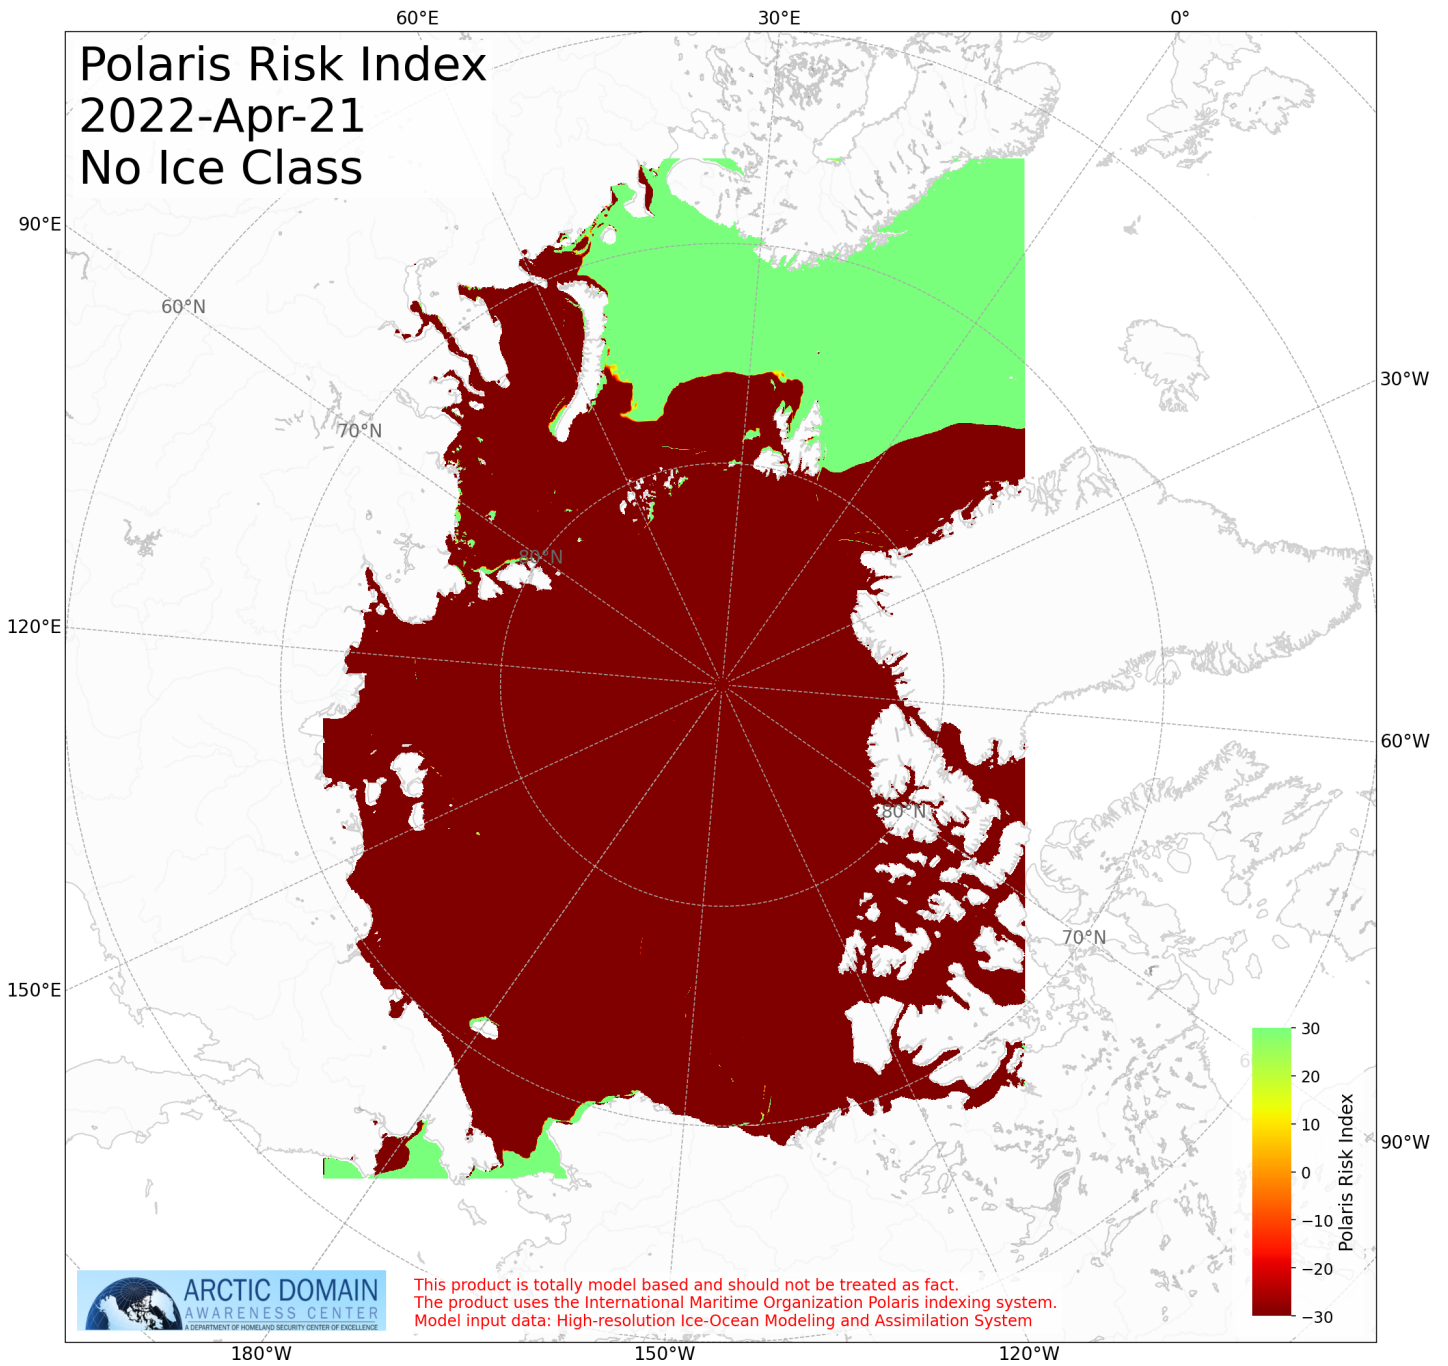 60°E
30°E
0°
Polaris Risk Index
2022-Apr-21
No Ice Class
90°E
60°N
30°W
70°N
80°N
120°E
60°W
80°N
70°N
150°E
30
20
10
0
−10
−20
−30
Polaris Risk Index
90°W
ARCTIC DOMAIN
AWARENESS CENTER
A DEPARTMENT OF HOMELAND SECURITY CENTER OF EXCELLENCE
This product is totally model based and should not be treated as fact.
The product uses the International Maritime Organization Polaris indexing system.
Model input data: High-resolution Ice-Ocean Modeling and Assimilation System
180°W
150°W
120°W